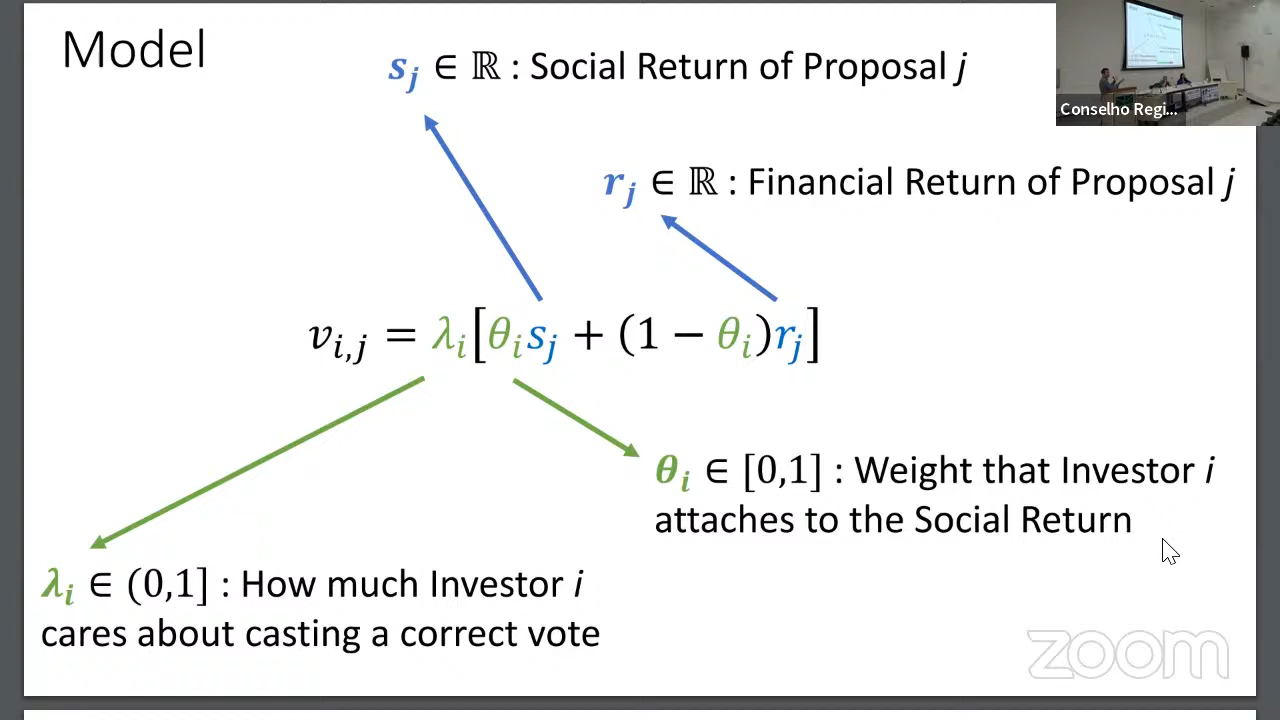 Model
s_j ∈ ℝ : Social Return of Proposal j
Conselho Regi...
r_j ∈ ℝ : Financial Return of Proposal j
v_{i,j} = λ_i[θ_i s_j + (1 − θ_i)r_j]
θ_i ∈ [0,1] : Weight that Investor i
attaches to the Social Return
λ_i ∈ (0,1] : How much Investor i
cares about casting a correct vote
zoom